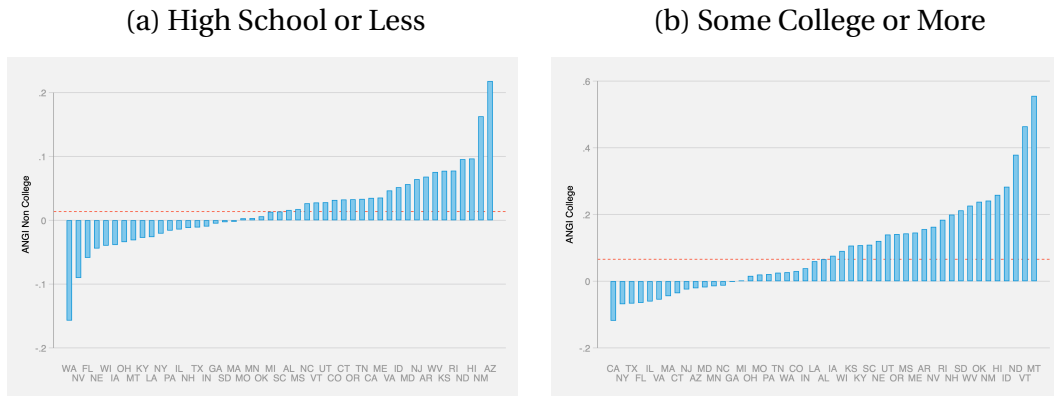 (a) High School or Less
(b) Some College or More
.2
.1
0
-.1
-.2
ANGI Non College
WA FL WI OH KY NY IL TX GA MA MN MI AL NC UT CT TN ME ID NJ WV RI HI AZ
NV NE IA MT LA PA NH IN SD MO OK SC MS VT CO OR CA VA MD AR KS ND NM
.6
.4
.2
0
-.2
ANGI College
CA TX IL MA NJ MD NC MI MO TN CO LA IA KS SC UT MS AR RI SD OK HI ND MT
NY FL VA CT AZ MN GA OH PA WA IN AL WI KY NE OR ME NV NH WV NM ID VT